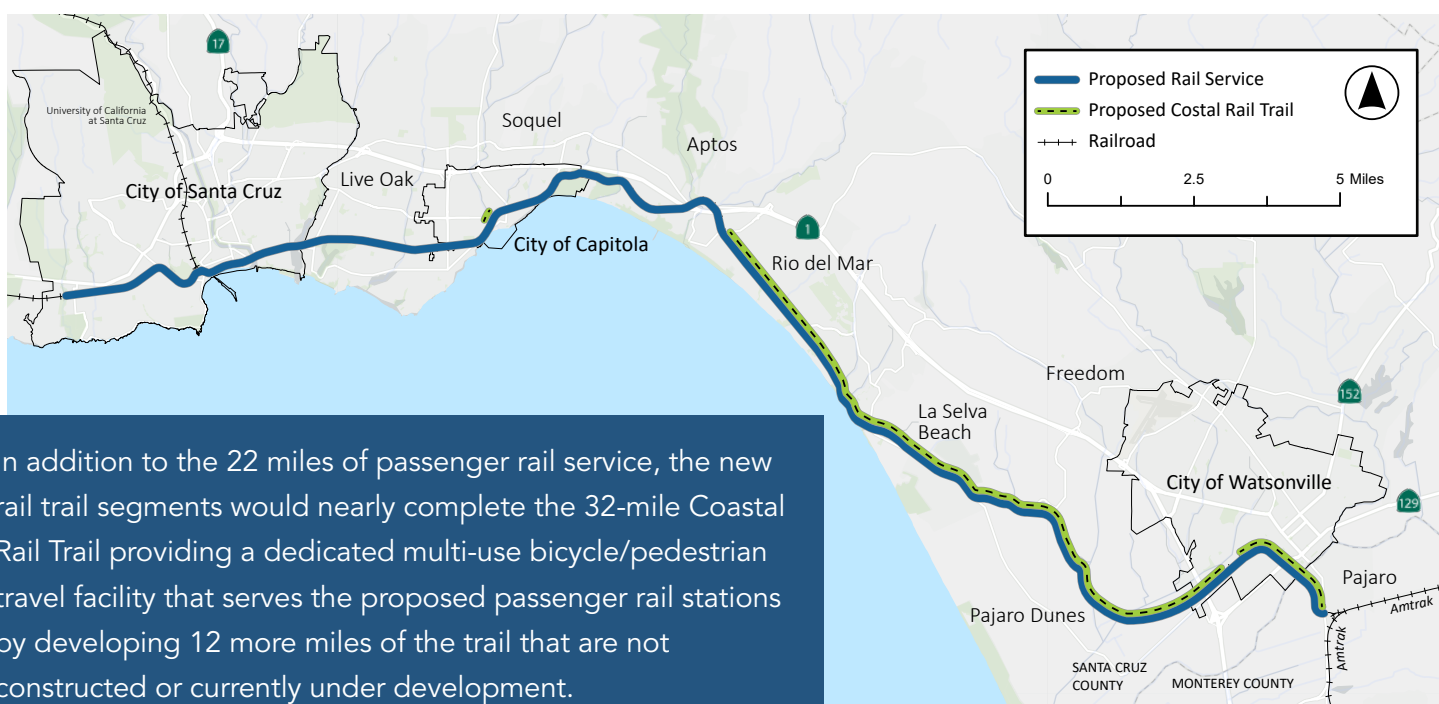 17
University of California
at Santa Cruz
City of Santa Cruz
Live Oak
Soquel
Aptos
City of Capitola
1
Rio del Mar
Proposed Rail Service
Proposed Costal Rail Trail
Railroad
0 2.5 5 Miles
Freedom
152
La Selva
Beach
City of Watsonville
129
Pajaro Dunes
Pajaro
Amtrak
Amtrak
SANTA CRUZ
COUNTY
MONTEREY COUNTY
n addition to the 22 miles of passenger rail service, the new
rail trail segments would nearly complete the 32-mile Coastal
Rail Trail providing a dedicated multi-use bicycle/pedestrian
travel facility that serves the proposed passenger rail stations
by developing 12 more miles of the trail that are not
constructed or currently under development.